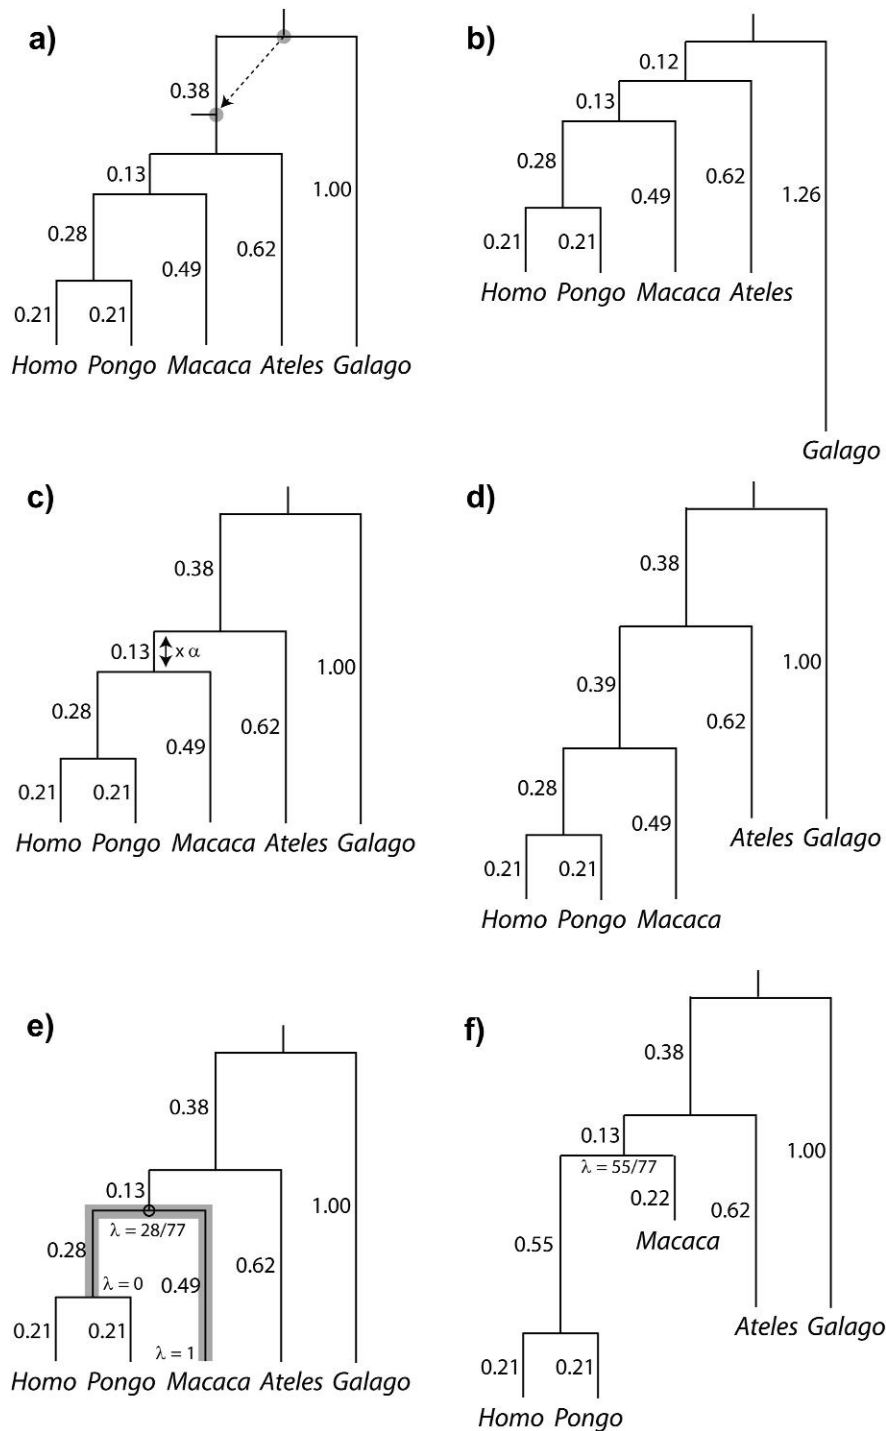 a)
0.38
0.13
1.00
0.28
0.62
0.49
0.21 0.21
Homo Pongo Macaca Ateles Galago
b)
0.12
0.13
0.28
0.62
0.49
1.26
0.21 0.21
Homo Pongo Macaca Ateles
Galago
c)
0.38
0.13 x α
1.00
0.28
0.62
0.49
0.21 0.21
Homo Pongo Macaca Ateles Galago
d)
0.38
1.00
0.39
0.62
0.28
0.49
Ateles Galago
0.21 0.21
Homo Pongo Macaca
e)
0.38
0.13
1.00
λ = 28/77
0.28
0.62
λ = 0 0.49
0.21 0.21
λ = 1
Homo Pongo Macaca Ateles Galago
f)
0.38
0.13
1.00
λ = 55/77
0.22
0.62
Macaca
0.55
Ateles Galago
0.21 0.21
Homo Pongo